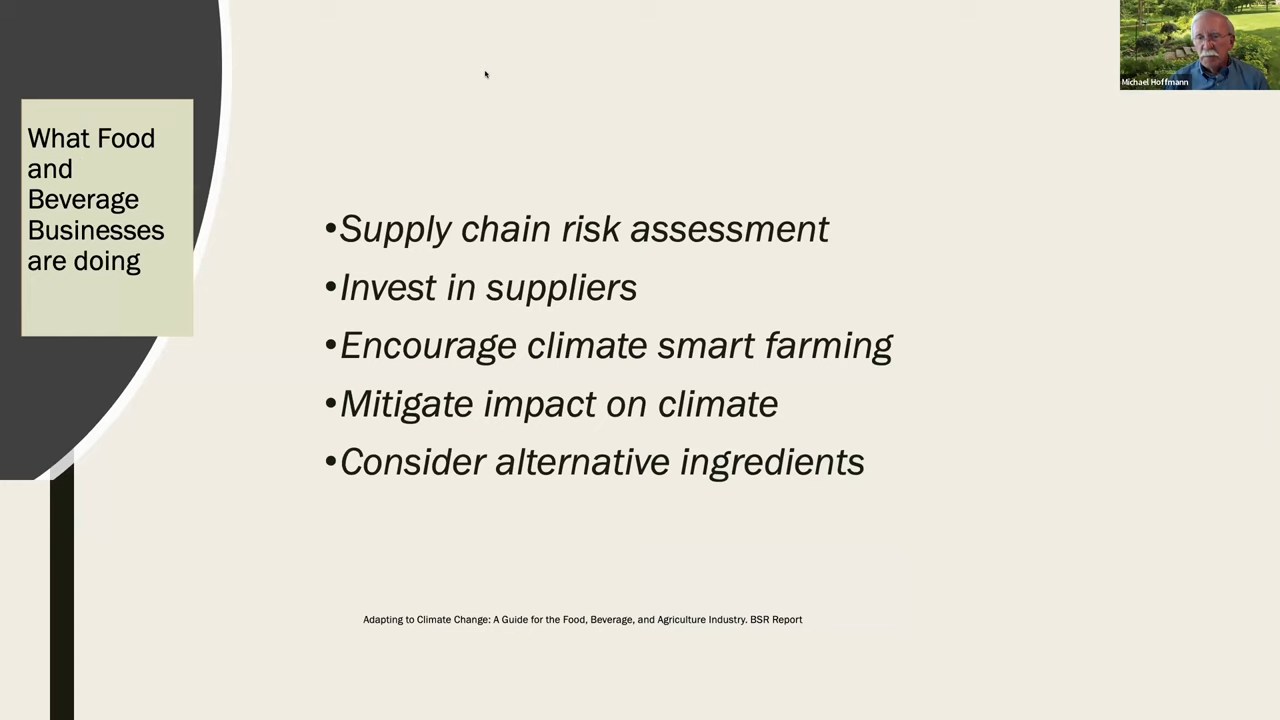 What Food
and
Beverage
Businesses
are doing
•Supply chain risk assessment
•Invest in suppliers
•Encourage climate smart farming
•Mitigate impact on climate
•Consider alternative ingredients
Adapting to Climate Change: A Guide for the Food, Beverage, and Agriculture Industry. BSR Report
Michael Hoffmann